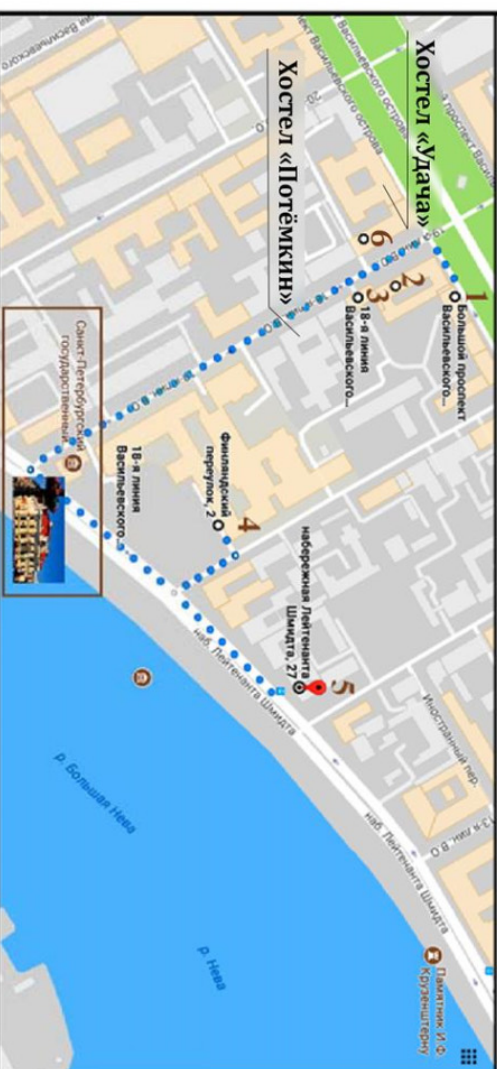 Хостел «Удача»
Хостел «Потёмкин»
1
Большой проспект
Васильевского...
2
3
18-я линия
Васильевского...
6
4
Финляндский
переулок, 2
18-я линия
Васильевского...
5
набережная Лейтенанта
Шмидта, 27
Санкт-Петербургский
государственный
наб. Лейтенанта Шмидта
наб. Лейтенанта Шмидта
Иностранный пер.
13-я лин. В.О.
Памятник И.Ф.
Крузенштерну
р. Большая Нева
р. Нева